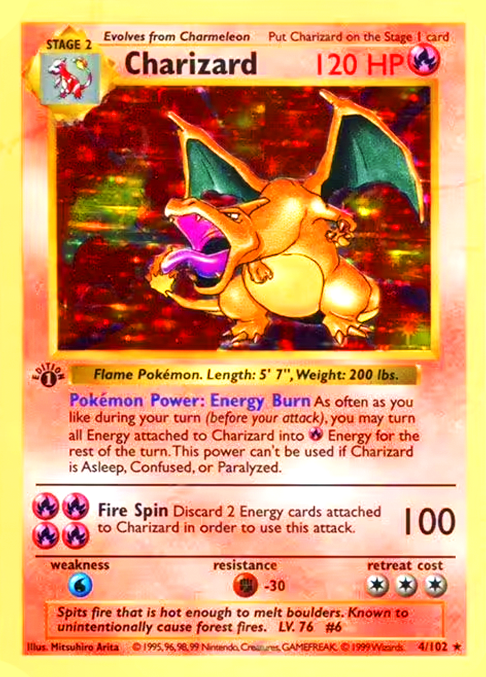 STAGE 2
Evolves from Charmeleon
Put Charizard on the Stage 1 card
Charizard
120 HP
EDITION
1
Flame Pokémon. Length: 5' 7", Weight: 200 lbs.
Pokémon Power: Energy Burn As often as you
like during your turn (before your attack), you may turn
all Energy attached to Charizard into Energy for the
rest of the turn. This power can't be used if Charizard
is Asleep, Confused, or Paralyzed.
Fire Spin Discard 2 Energy cards attached
to Charizard in order to use this attack.
100
weakness
resistance
retreat cost
-30
Spits fire that is hot enough to melt boulders. Known to
unintentionally cause forest fires. LV. 76 #6
Illus. Mitsuhiro Arita
© 1995, 96, 98, 99 Nintendo, Creatures, GAMEFREAK. © 1999 Wizards.
4/102 ★